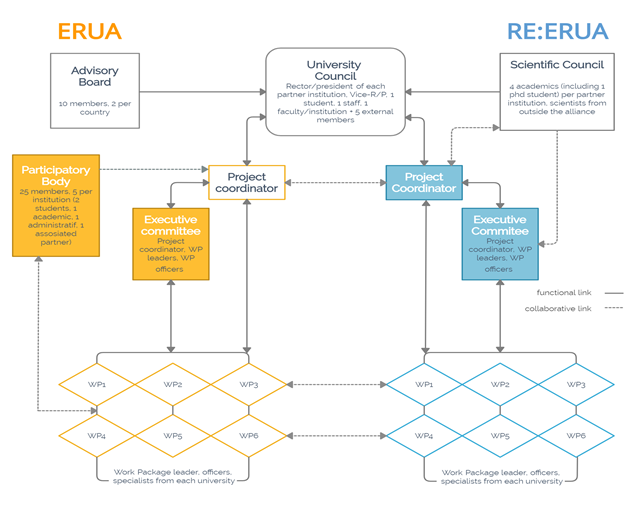 ERUA
RE:ERUA
Advisory
Board
10 members, 2 per
country
University
Council
Rector/president of each
partner institution, Vice-R/P, 1
student, 1 staff, 1
faculty/institution + 5 external
members
Scientific Council
4 academics (including 1
phd student) per partner
institution, scientists from
outside the alliance
Participatory
Body
25 members, 5 per
institution (2
students, 1
academic, 1
administratif, 1
assosiated
partner)
Project
coordinator
Project
Coordinator
Executive
committee
Project
coordinator, WP
leaders, WP
officers
Executive
Commitee
Project
coordinator, WP
leaders, WP
officers
functional link
collaborative link
WP1
WP2
WP3
WP1
WP2
WP3
WP4
WP5
WP6
WP4
WP5
WP6
Work Package leader, officers,
specialists from each university
Work Package leader, officers,
specialists from each university